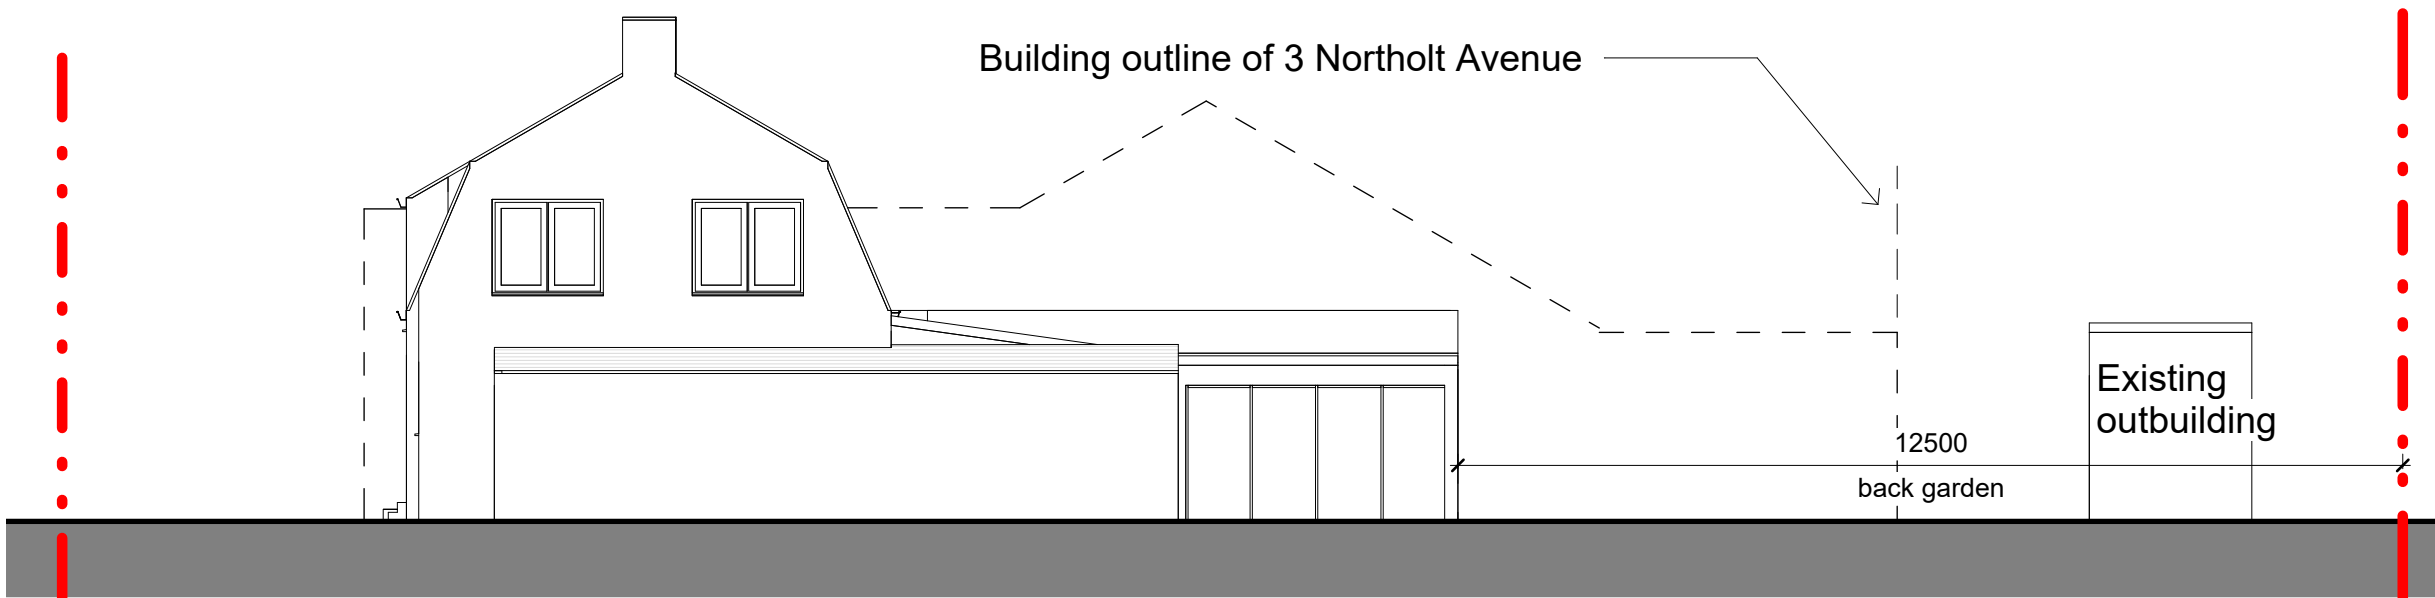 Building outline of 3 Northolt Avenue
Existing
outbuilding
12500
back garden